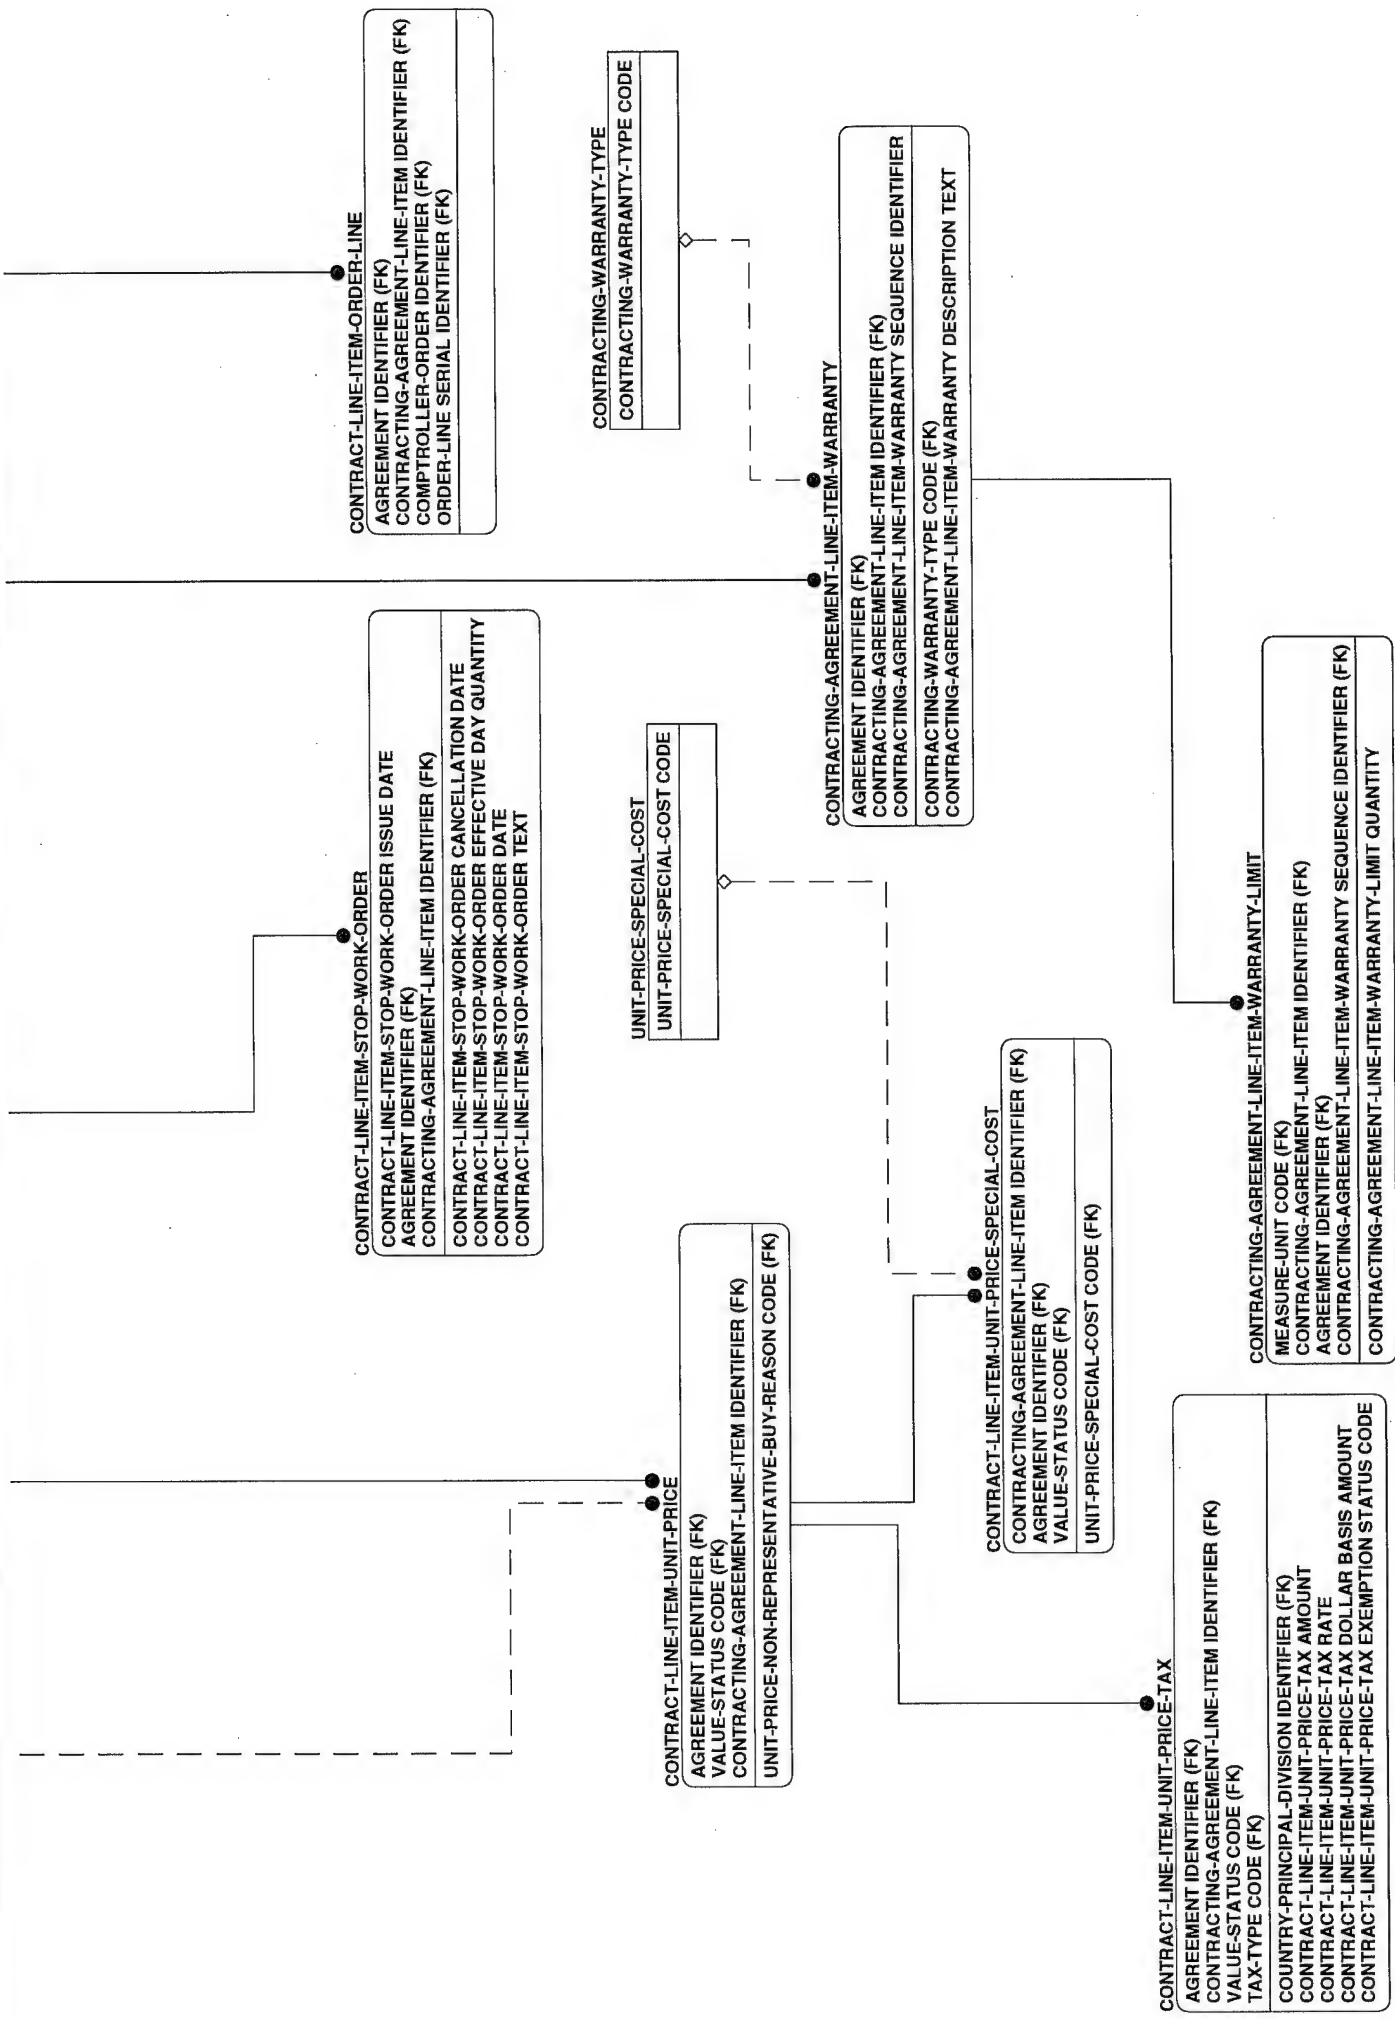 CONTRACT-LINE-ITEM-ORDER-LINE
AGREEMENT IDENTIFIER (FK)
CONTRACTING-AGREEMENT-LINE-ITEM IDENTIFIER (FK)
COMPTROLLER-ORDER IDENTIFIER (FK)
ORDER-LINE SERIAL IDENTIFIER (FK)
CONTRACT-LINE-ITEM-STOP-WORK-ORDER
CONTRACT-LINE-ITEM-STOP-WORK-ORDER ISSUE DATE
AGREEMENT IDENTIFIER (FK)
CONTRACTING-AGREEMENT-LINE-ITEM IDENTIFIER (FK)
CONTRACT-LINE-ITEM-STOP-WORK-ORDER CANCELLATION DATE
CONTRACT-LINE-ITEM-STOP-WORK-ORDER EFFECTIVE DAY QUANTITY
CONTRACT-LINE-ITEM-STOP-WORK-ORDER DATE
CONTRACT-LINE-ITEM-STOP-WORK-ORDER TEXT
CONTRACTING-WARRANTY-TYPE
CONTRACTING-WARRANTY-TYPE CODE
UNIT-PRICE-SPECIAL-COST
UNIT-PRICE-SPECIAL-COST CODE
CONTRACT-LINE-ITEM-UNIT-PRICE
AGREEMENT IDENTIFIER (FK)
VALUE-STATUS CODE (FK)
CONTRACTING-AGREEMENT-LINE-ITEM IDENTIFIER (FK)
UNIT-PRICE-NON-REPRESENTATIVE-BUY-REASON CODE (FK)
CONTRACTING-AGREEMENT-LINE-ITEM-WARRANTY
AGREEMENT IDENTIFIER (FK)
CONTRACTING-AGREEMENT-LINE-ITEM IDENTIFIER (FK)
CONTRACTING-AGREEMENT-LINE-ITEM-WARRANTY SEQUENCE IDENTIFIER
CONTRACTING-WARRANTY-TYPE CODE (FK)
CONTRACTING-AGREEMENT-LINE-ITEM-WARRANTY DESCRIPTION TEXT
CONTRACT-LINE-ITEM-UNIT-PRICE-SPECIAL-COST
CONTRACTING-AGREEMENT-LINE-ITEM IDENTIFIER (FK)
AGREEMENT IDENTIFIER (FK)
VALUE-STATUS CODE (FK)
UNIT-PRICE-SPECIAL-COST CODE (FK)
CONTRACT-LINE-ITEM-UNIT-PRICE-TAX
AGREEMENT IDENTIFIER (FK)
CONTRACTING-AGREEMENT-LINE-ITEM IDENTIFIER (FK)
VALUE-STATUS CODE (FK)
TAX-TYPE CODE (FK)
COUNTRY-PRINCIPAL-DIVISION IDENTIFIER (FK)
CONTRACT-LINE-ITEM-UNIT-PRICE-TAX AMOUNT
CONTRACT-LINE-ITEM-UNIT-PRICE-TAX RATE
CONTRACT-LINE-ITEM-UNIT-PRICE-TAX DOLLAR BASIS AMOUNT
CONTRACT-LINE-ITEM-UNIT-PRICE-TAX EXEMPTION STATUS CODE
CONTRACTING-AGREEMENT-LINE-ITEM-WARRANTY-LIMIT
MEASURE-UNIT CODE (FK)
CONTRACTING-AGREEMENT-LINE-ITEM IDENTIFIER (FK)
AGREEMENT IDENTIFIER (FK)
CONTRACTING-AGREEMENT-LINE-ITEM-WARRANTY SEQUENCE IDENTIFIER (FK)
CONTRACTING-AGREEMENT-LINE-ITEM-WARRANTY-LIMIT QUANTITY